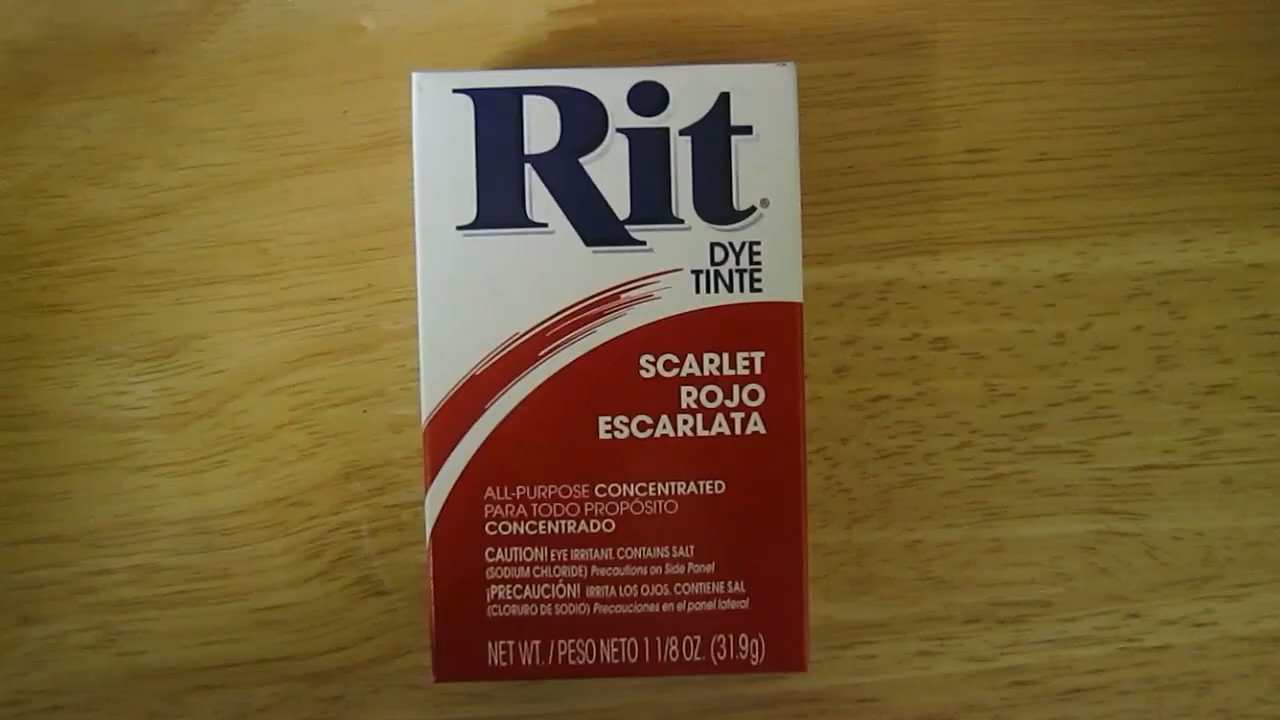 Rit®
DYE
TINTE
SCARLET
ROJO
ESCARLATA
ALL-PURPOSE CONCENTRATED
PARA TODO PROPÓSITO
CONCENTRADO
CAUTION! EYE IRRITANT. CONTAINS SALT
(SODIUM CHLORIDE) Precautions on Side Panel
¡PRECAUCIÓN! IRRITA LOS OJOS. CONTIENE SAL
(CLORURO DE SODIO) Precauciones en el panel lateral
NET WT. / PESO NETO 1 1/8 OZ. (31.9g)